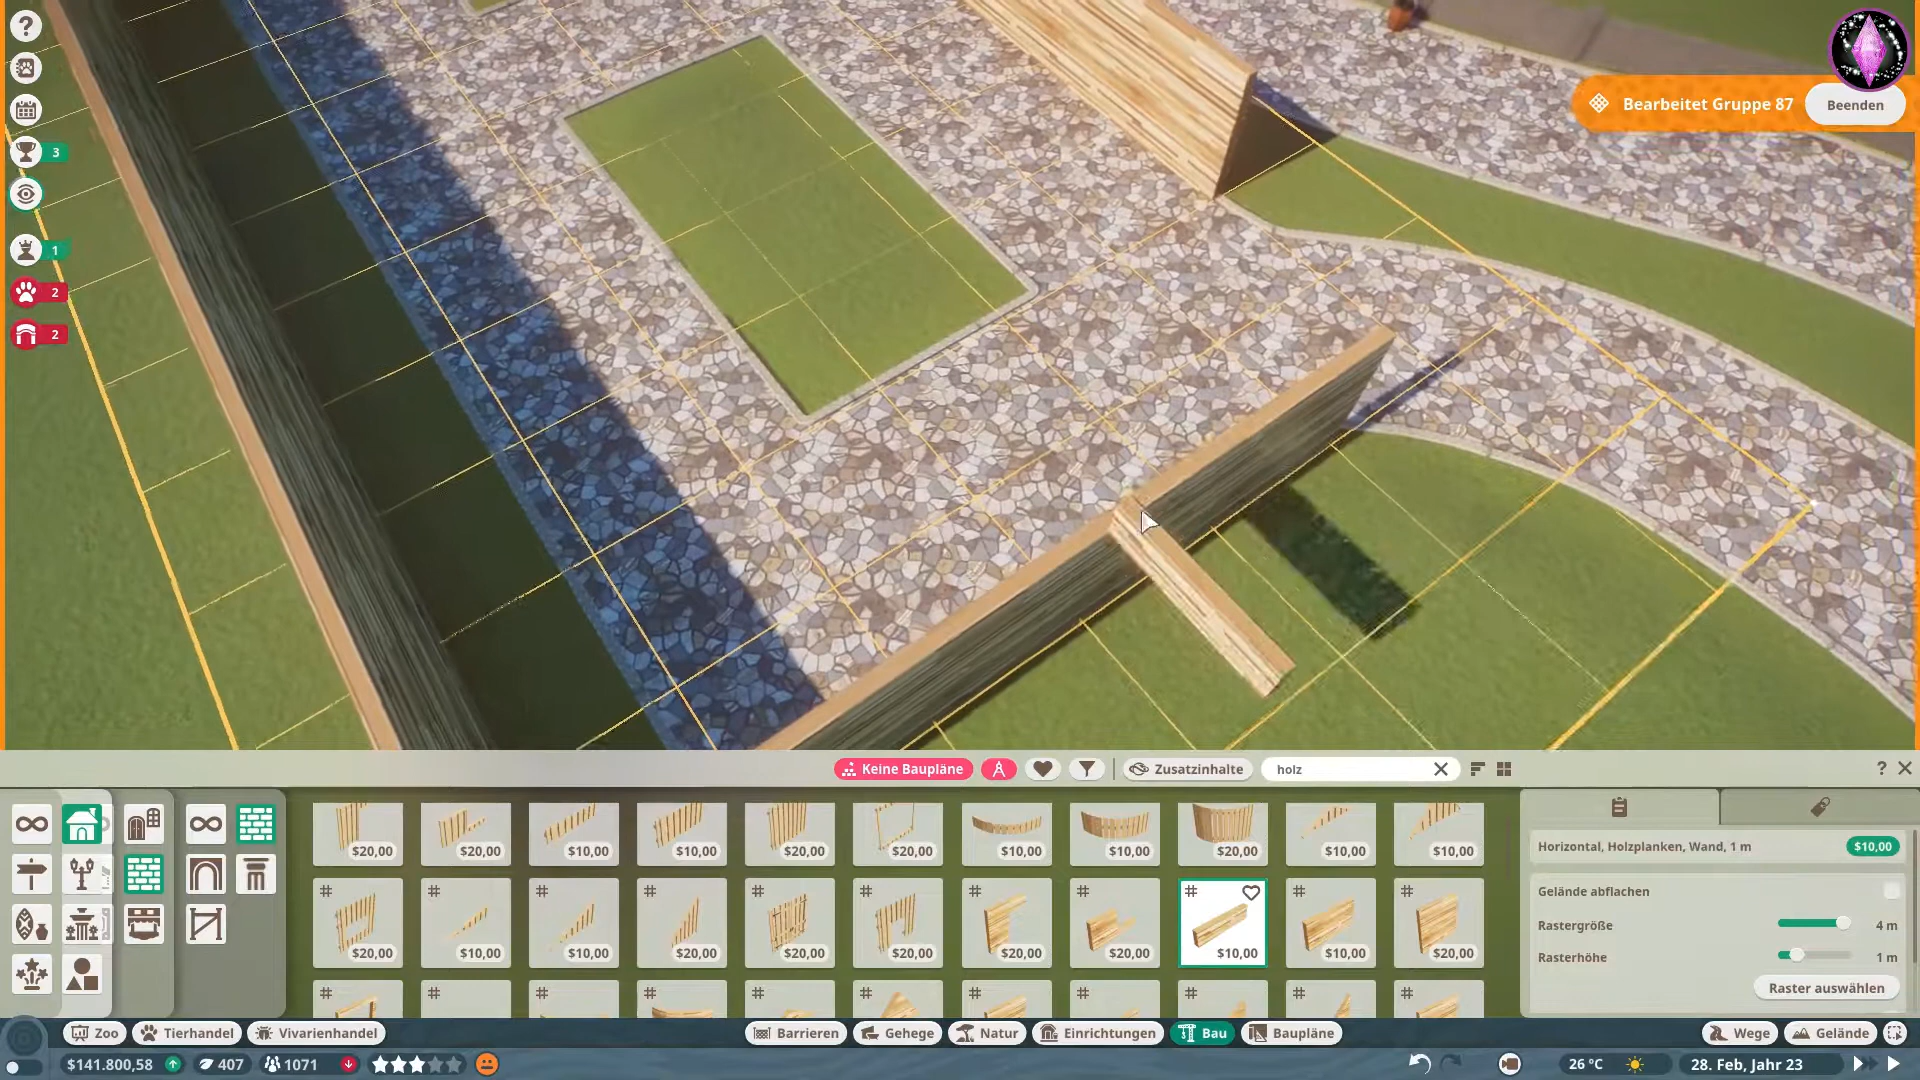 ?
Bearbeitet Gruppe 87
Beenden
3
1
2
2
Keine Baupläne
Zusatzinhalte
holz
?
$20,00 $20,00 $10,00 $10,00 $20,00 $20,00 $10,00 $10,00 $20,00 $10,00 $10,00
# # # # # # # # # # #
$20,00 $10,00 $10,00 $20,00 $20,00 $20,00 $20,00 $20,00 $10,00 $10,00 $20,00
# # # # # # # # # # #
Horizontal, Holzplanken, Wand, 1 m $10,00
Gelände abflachen
Rastergröße 4 m
Rasterhöhe 1 m
Raster auswählen
Zoo Tierhandel Vivarienhandel Barrieren Gehege Natur Einrichtungen Bau Baupläne Wege Gelände
$141.800,58 407 1071 26 °C 28. Feb, Jahr 23